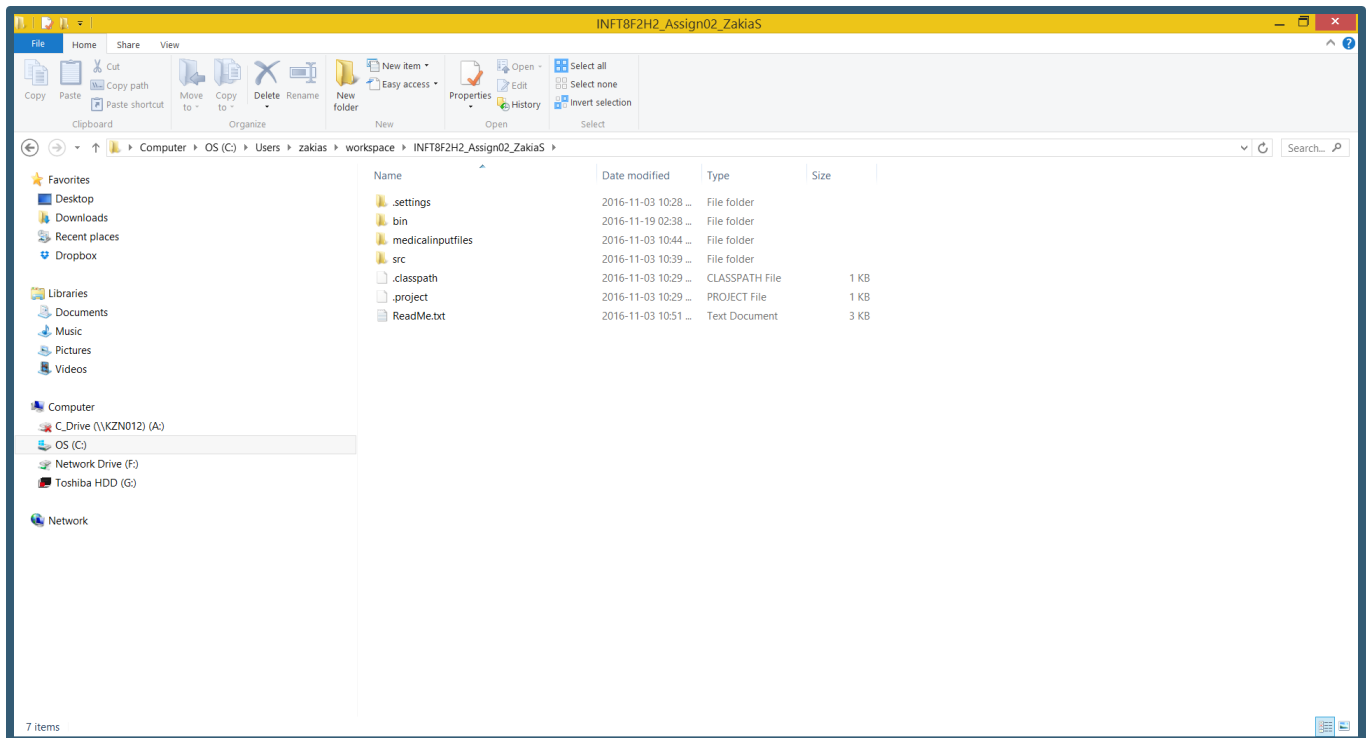 INFT8F2H2_Assign02_ZakiaS
File Home Share View
Copy
Paste
Cut
Copy path
Paste shortcut
Clipboard
Move to
Copy to
Delete
Rename
Organize
New folder
New item
Easy access
New
Properties
Open
Edit
History
Open
Select all
Select none
Invert selection
Select
Computer OS (C:) Users zakias workspace INFT8F2H2_Assign02_ZakiaS
Search...
Favorites
Desktop
Downloads
Recent places
Dropbox
Libraries
Documents
Music
Pictures
Videos
Computer
C_Drive (\\KZN012) (A:)
OS (C:)
Network Drive (F:)
Toshiba HDD (G:)
Network
Name Date modified Type Size
.settings 2016-11-03 10:28 ... File folder
bin 2016-11-19 02:38 ... File folder
medicalinputfiles 2016-11-03 10:44 ... File folder
src 2016-11-03 10:39 ... File folder
.classpath 2016-11-03 10:29 ... CLASSPATH File 1 KB
.project 2016-11-03 10:29 ... PROJECT File 1 KB
ReadMe.txt 2016-11-03 10:51 ... Text Document 3 KB
7 items